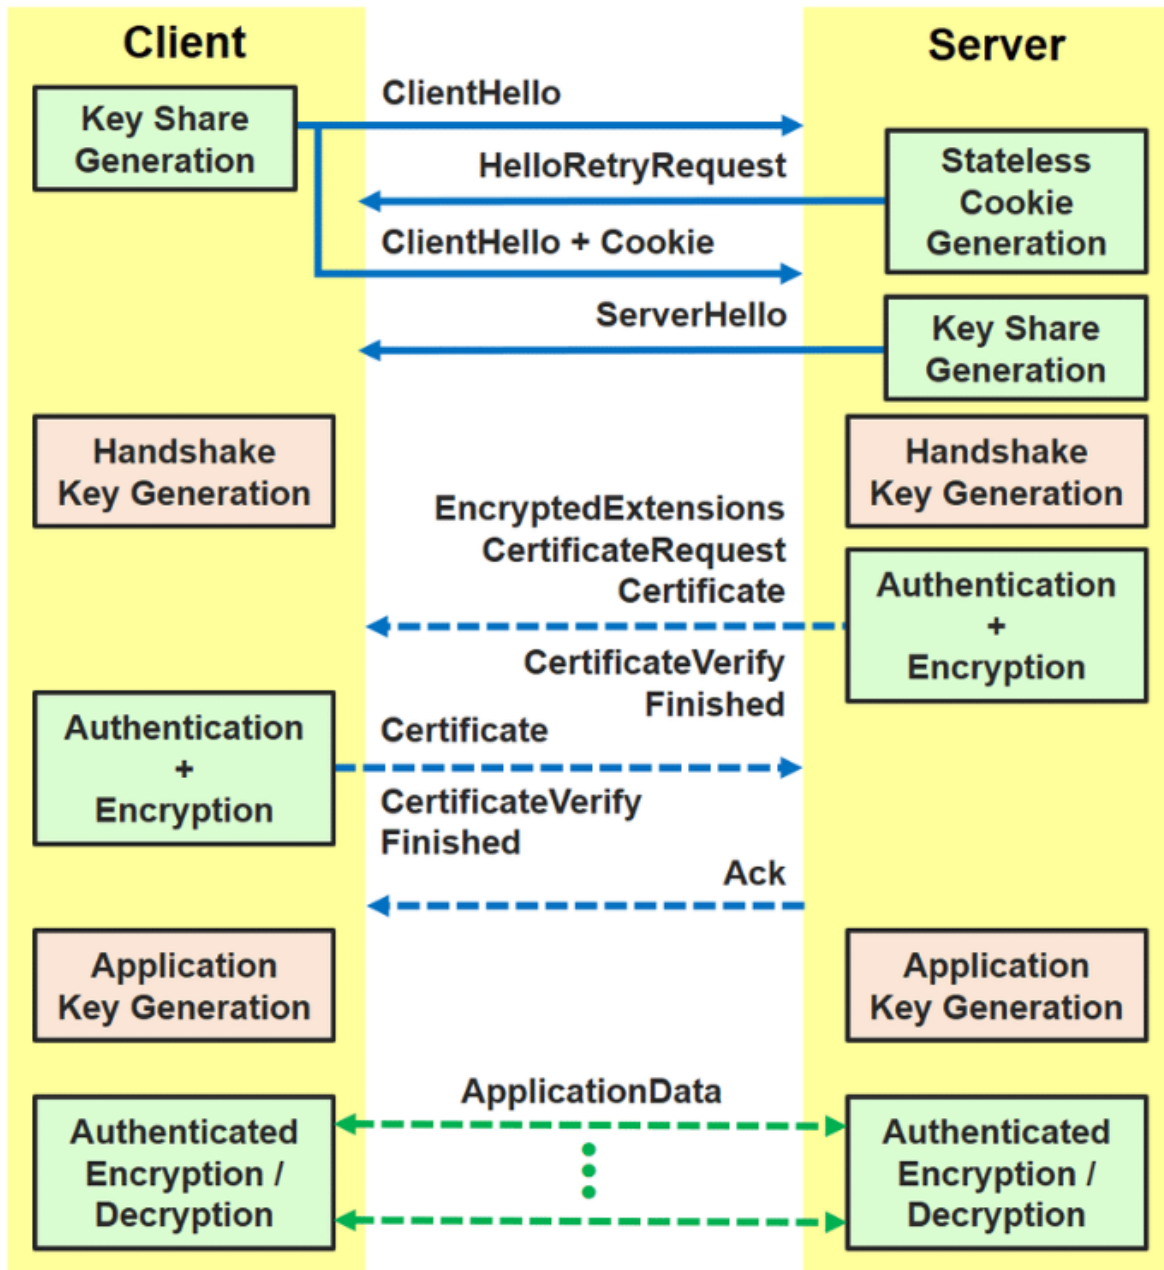 Client
Server
Key Share
Generation
ClientHello
HelloRetryRequest
Stateless
Cookie
Generation
ClientHello + Cookie
ServerHello
Key Share
Generation
Handshake
Key Generation
Handshake
Key Generation
EncryptedExtensions
CertificateRequest
Certificate
Authentication
+
Encryption
CertificateVerify
Finished
Authentication
+
Encryption
Certificate
CertificateVerify
Finished
Ack
Application
Key Generation
Application
Key Generation
ApplicationData
Authenticated
Encryption /
Decryption
Authenticated
Encryption /
Decryption